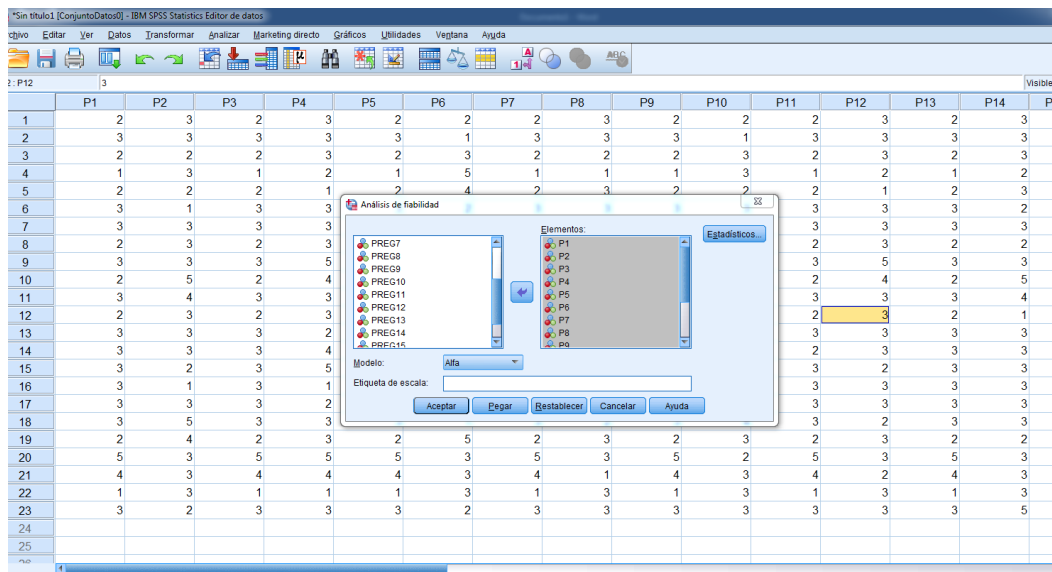 *Sin título1 [ConjuntoDatos0] - IBM SPSS Statistics Editor de datos
rchivo Editar Ver Datos Transformar Analizar Marketing directo Gráficos Utilidades Ventana Ayuda
2 : P12 3 Visible
P1 P2 P3 P4 P5 P6 P7 P8 P9 P10 P11 P12 P13 P14 P
1 2 3 2 3 2 2 2 3 2 2 2 3 2 3
2 3 3 3 3 3 1 3 3 3 1 3 3 3 3
3 2 2 2 3 2 3 2 2 2 3 2 3 2 3
4 1 3 1 2 1 5 1 1 1 3 1 2 1 2
5 2 2 2 1 2 4 2 3 2 2 2 1 2 3
6 3 1 3 3 3 3 3 2
7 3 3 3 3 3 3 3 3
8 2 3 2 3 2 3 2 2
9 3 3 3 5 3 5 3 3
10 2 5 2 4 2 4 2 5
11 3 4 3 3 3 3 3 4
12 2 3 2 3 2 3 2 1
13 3 3 3 2 3 3 3 3
14 3 3 3 4 2 3 3 3
15 3 2 3 5 3 2 3 3
16 3 1 3 1 3 3 3 3
17 3 3 3 2 3 3 3 3
18 3 5 3 3 3 2 3 3
19 2 4 2 3 2 5 2 3 2 3 2 3 2 2
20 5 3 5 5 5 3 5 3 5 2 5 3 5 3
21 4 3 4 4 4 3 4 1 4 3 4 2 4 3
22 1 3 1 1 1 3 1 3 1 3 1 3 1 3
23 3 2 3 3 3 2 3 3 3 3 3 3 3 5
24
25
Análisis de fiabilidad
Elementos:
Estadísticos...
PREG7
PREG8
PREG9
PREG10
PREG11
PREG12
PREG13
PREG14
PREG15
P1
P2
P3
P4
P5
P6
P7
P8
P9
Modelo: Alfa
Etiqueta de escala:
Aceptar Pegar Restablecer Cancelar Ayuda